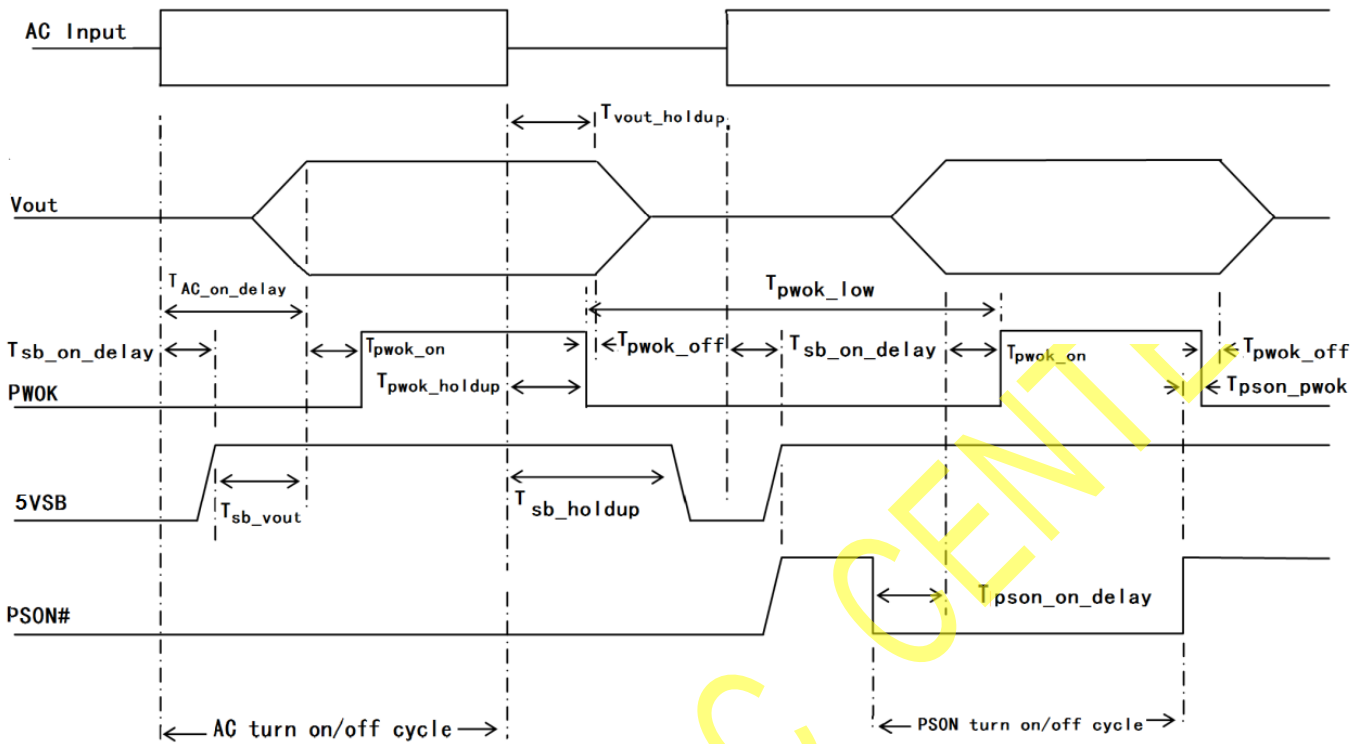 AC Input
Tvout_holdup
Vout
TAC_on_delay
Tpwok_low
Tsb_on_delay
Tpwok_on
Tpwok_off
Tsb_on_delay
Tpwok_on
Tpwok_off
PWOK
Tpwok_holdup
Tpson_pwok
5VSB
Tsb_vout
Tsb_holdup
PSON#
Tpson_on_delay
AC turn on/off cycle
PSON turn on/off cycle